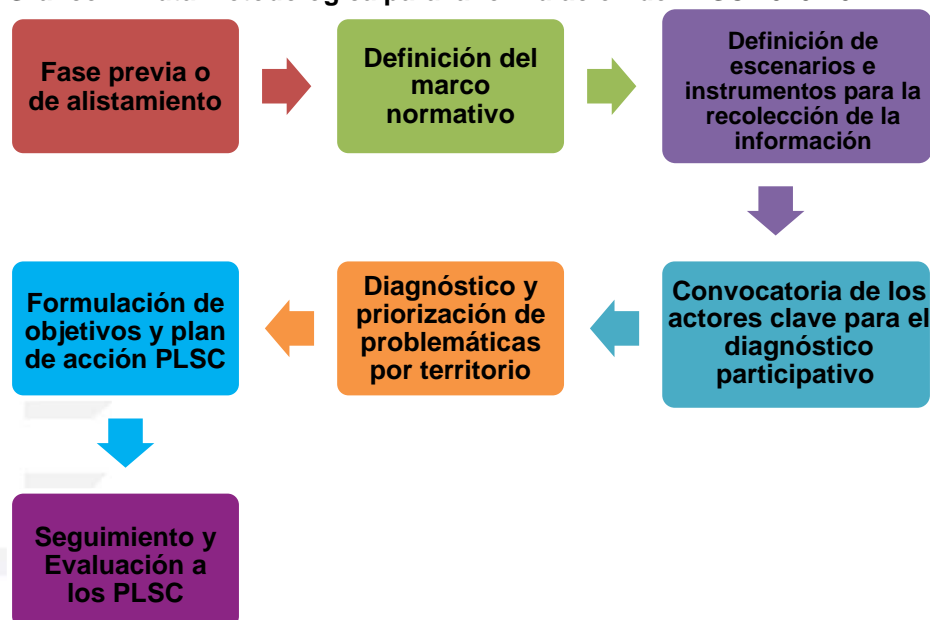 Fase previa o
de alistamiento
Definición del
marco
normativo
Definición de
escenarios e
instrumentos para la
recolección de la
información
Convocatoria de los
actores clave para el
diagnóstico
participativo
Diagnóstico y
priorización de
problemáticas
por territorio
Formulación de
objetivos y plan
de acción PLSC
Seguimiento y
Evaluación a
los PLSC